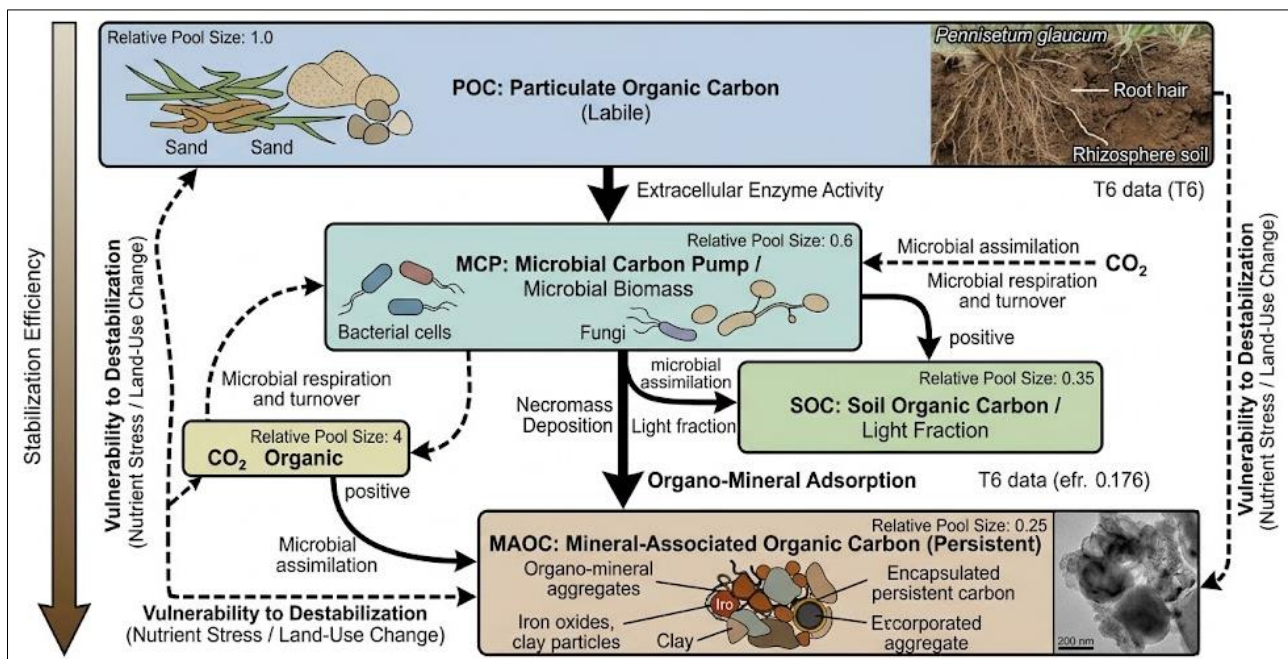 Relative Pool Size: 1.0
Sand
Sand
POC: Particulate Organic Carbon
(Labile)
Pennisetum glaucum
Root hair
Rhizosphere soil
Extracellular Enzyme Activity
T6 data (T6)
Stabilization Efficiency
Vulnerability to Destabilization
(Nutrient Stress / Land-Use Change)
Relative Pool Size: 0.6
MCP: Microbial Carbon Pump /
Microbial Biomass
Bacterial cells
Fungi
Microbial assimilation
CO₂
Microbial respiration
and turnover
positive
Vulnerability to Destabilization
(Nutrient Stress / Land-Use Change)
Microbial respiration
and turnover
Necromass
Deposition
microbial
assimilation
Light fraction
Relative Pool Size: 0.35
SOC: Soil Organic Carbon /
Light Fraction
Relative Pool Size: 4
CO₂ Organic
positive
Microbial
assimilation
Organo-Mineral Adsorption
T6 data (efr. 0.176)
Relative Pool Size: 0.25
MAOC: Mineral-Associated Organic Carbon (Persistent)
Organo-mineral
aggregates
Iron oxides,
clay particles
Iro
Clay
Encapsulated
persistent carbon
Ercorporated
aggregate
200 nm
Vulnerability to Destabilization
(Nutrient Stress / Land-Use Change)